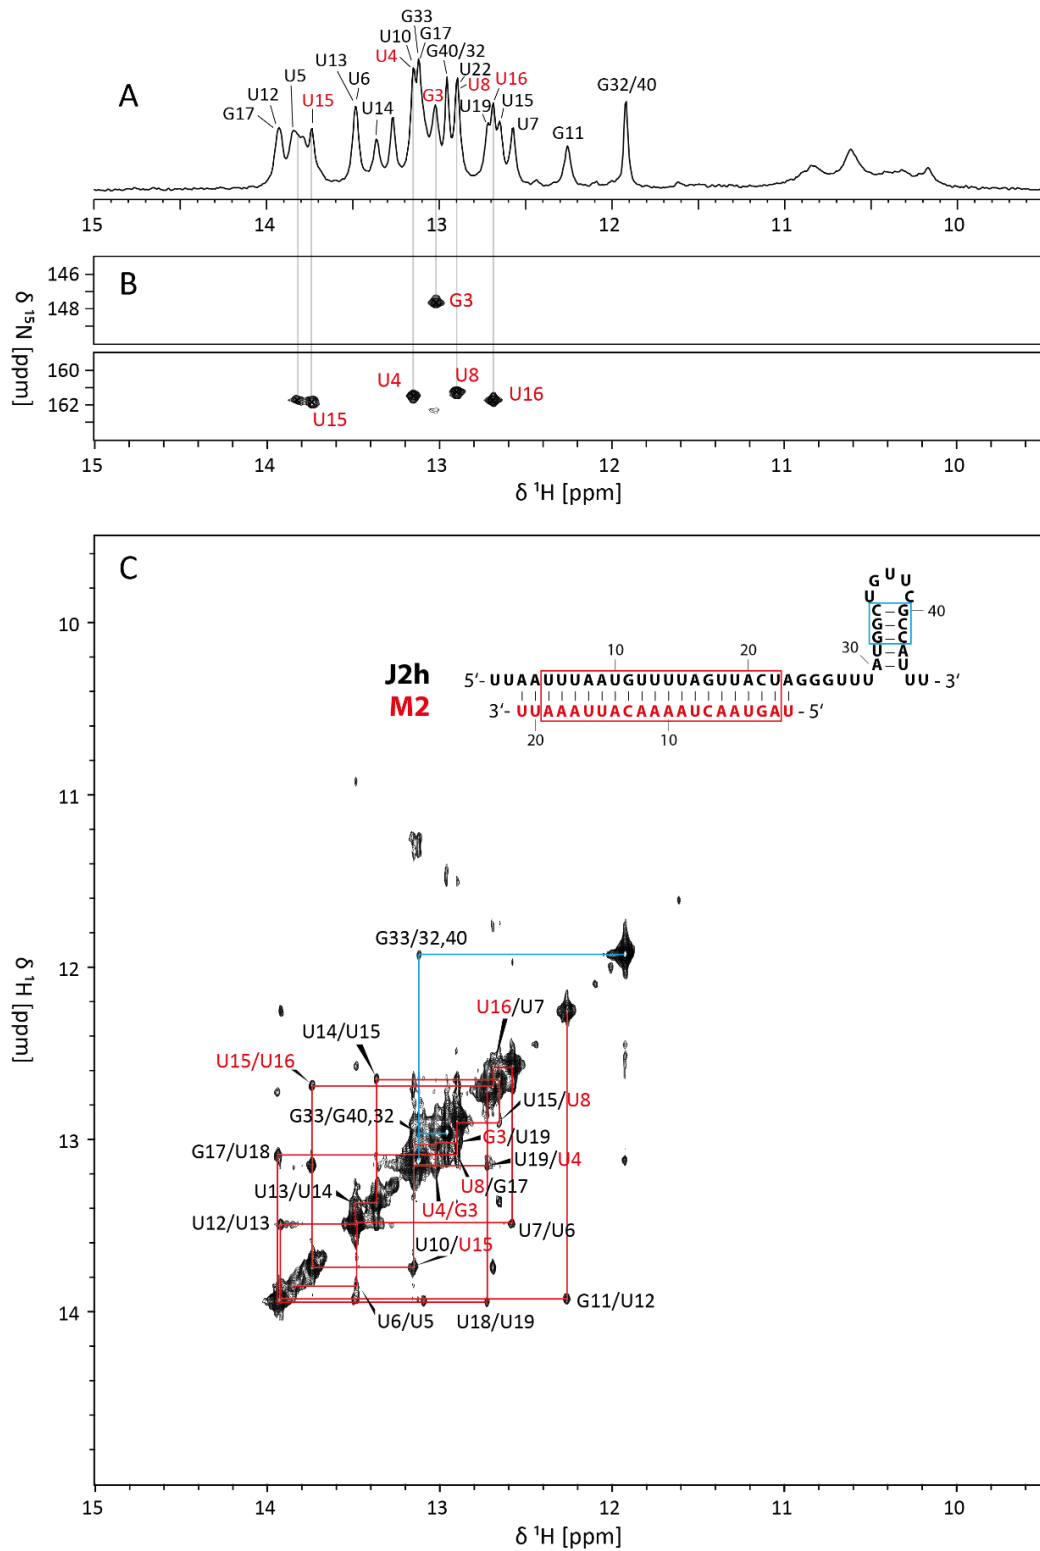 A
G33
U10 G17
U4 G40/32
U13 U6 U22
U5 U8 U16
U12 U15 G3 U19 U15 G32/40
G17 U14 U7
G11
15 14 13 12 11 10
B
146
148
G3
δ ¹⁵N [ppm]
160
162
U4 U8
U16
U15
15 14 13 12 11 10
δ ¹H [ppm]
C
G U U
U C
C – G 40
G – C
G – C
30 U – A
A – U
10 20
J2h 5'- U U A A U U U A A U G U U U U A G U U A C U A G G G U U U U U - 3'
M2 3'- U U A A A U U A C A A A A U C A A U G A U - 5'
20 10
10
11
12
13
14
δ ¹H [ppm]
G33/32,40
U16/U7
U14/U15
U15/U16
U15/U8
G33/G40,32
G3/U19
G17/U18
U19/U4
U8/G17
U13/U14
U4/G3
U12/U13
U7/U6
U10/U15
G11/U12
U6/U5
U18/U19
15 14 13 12 11 10
δ ¹H [ppm]